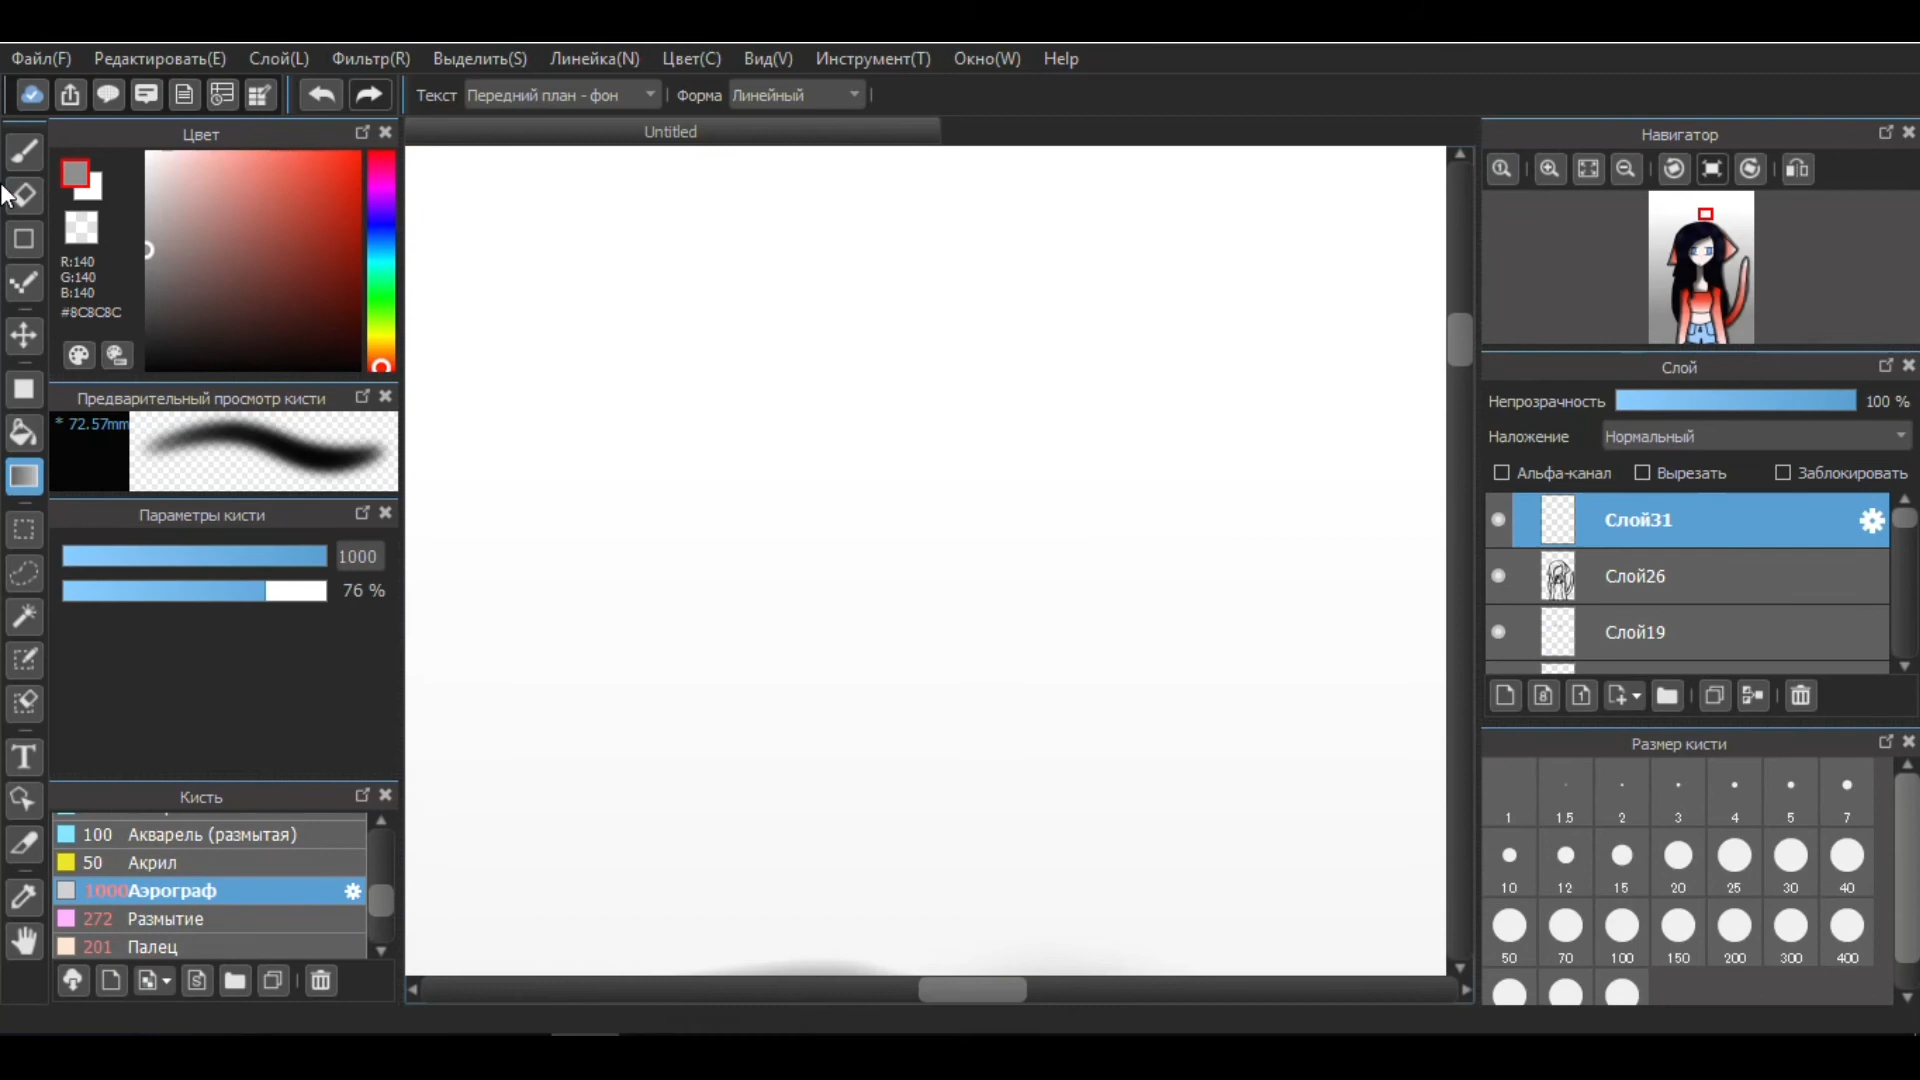 Файл(F) Редактировать(E) Слой(L) Фильтр(R) Выделить(S) Линейка(N) Цвет(C) Вид(V) Инструмент(T) Окно(W) Help
Текст Передний план - фон Форма Линейный
Цвет
R:140
G:140
B:140
#8C8C8C
Предварительный просмотр кисти
* 72.57mm
Параметры кисти
1000
76 %
Кисть
100 Акварель (размытая)
50 Акрил
1000 Аэрограф
272 Размытие
201 Палец
Untitled
Навигатор
Слой
Непрозрачность 100 %
Наложение Нормальный
Альфа-канал Вырезать Заблокировать
Слой31
Слой26
Слой19
Размер кисти
1 1.5 2 3 4 5 7
10 12 15 20 25 30 40
50 70 100 150 200 300 400